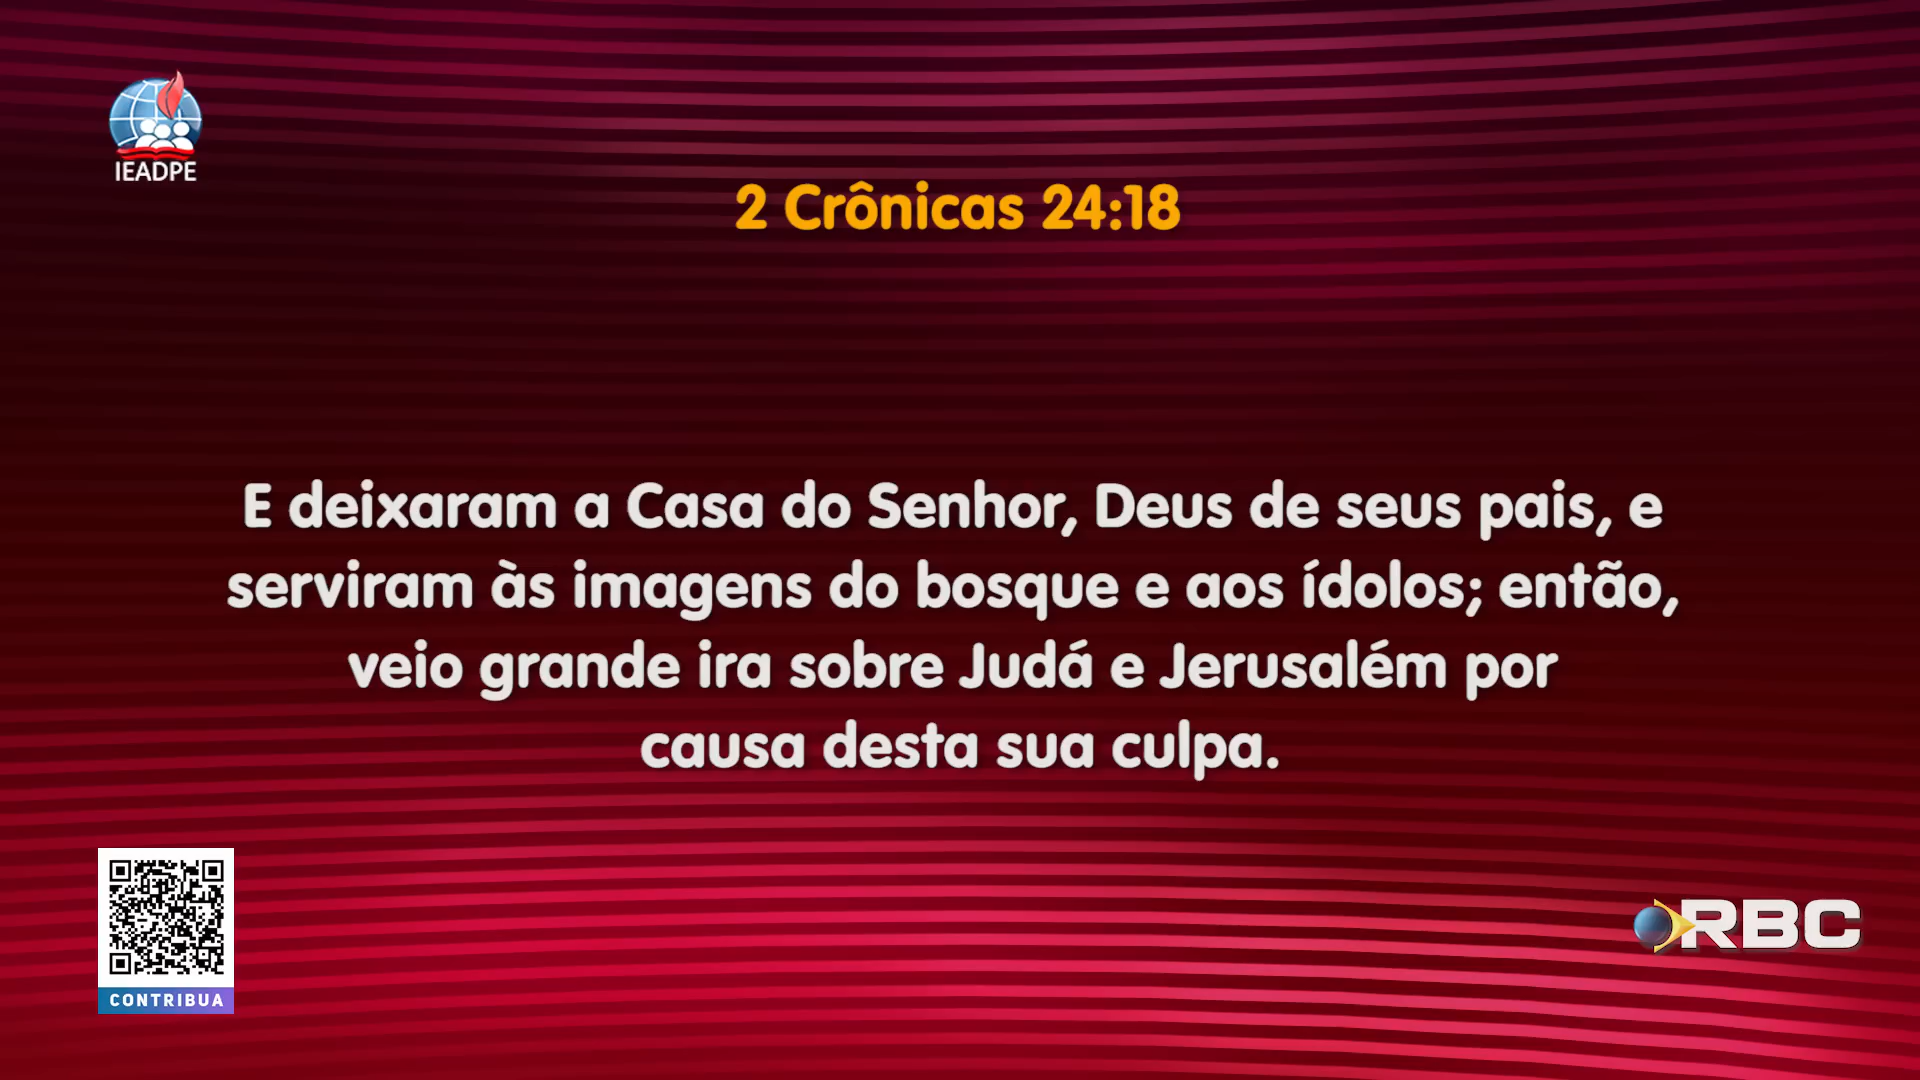 IEADPE
2 Crônicas 24:18
E deixaram a Casa do Senhor, Deus de seus pais, e
serviram às imagens do bosque e aos ídolos; então,
veio grande ira sobre Judá e Jerusalém por
causa desta sua culpa.
CONTRIBUA
RBC